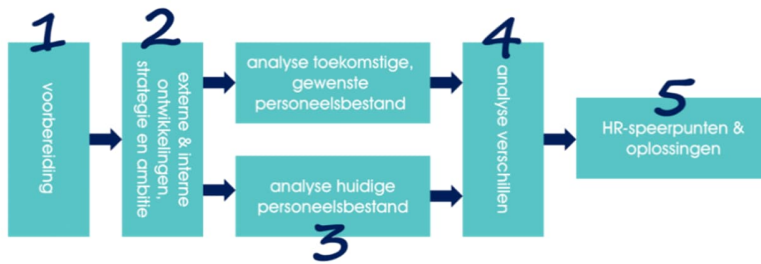 1
voorbereiding
2
externe & interne
ontwikkelingen,
strategie en ambitie
analyse toekomstige,
gewenste
personeelsbestand
analyse huidige
personeelsbestand
3
4
analyse verschillen
5
HR-speerpunten &
oplossingen